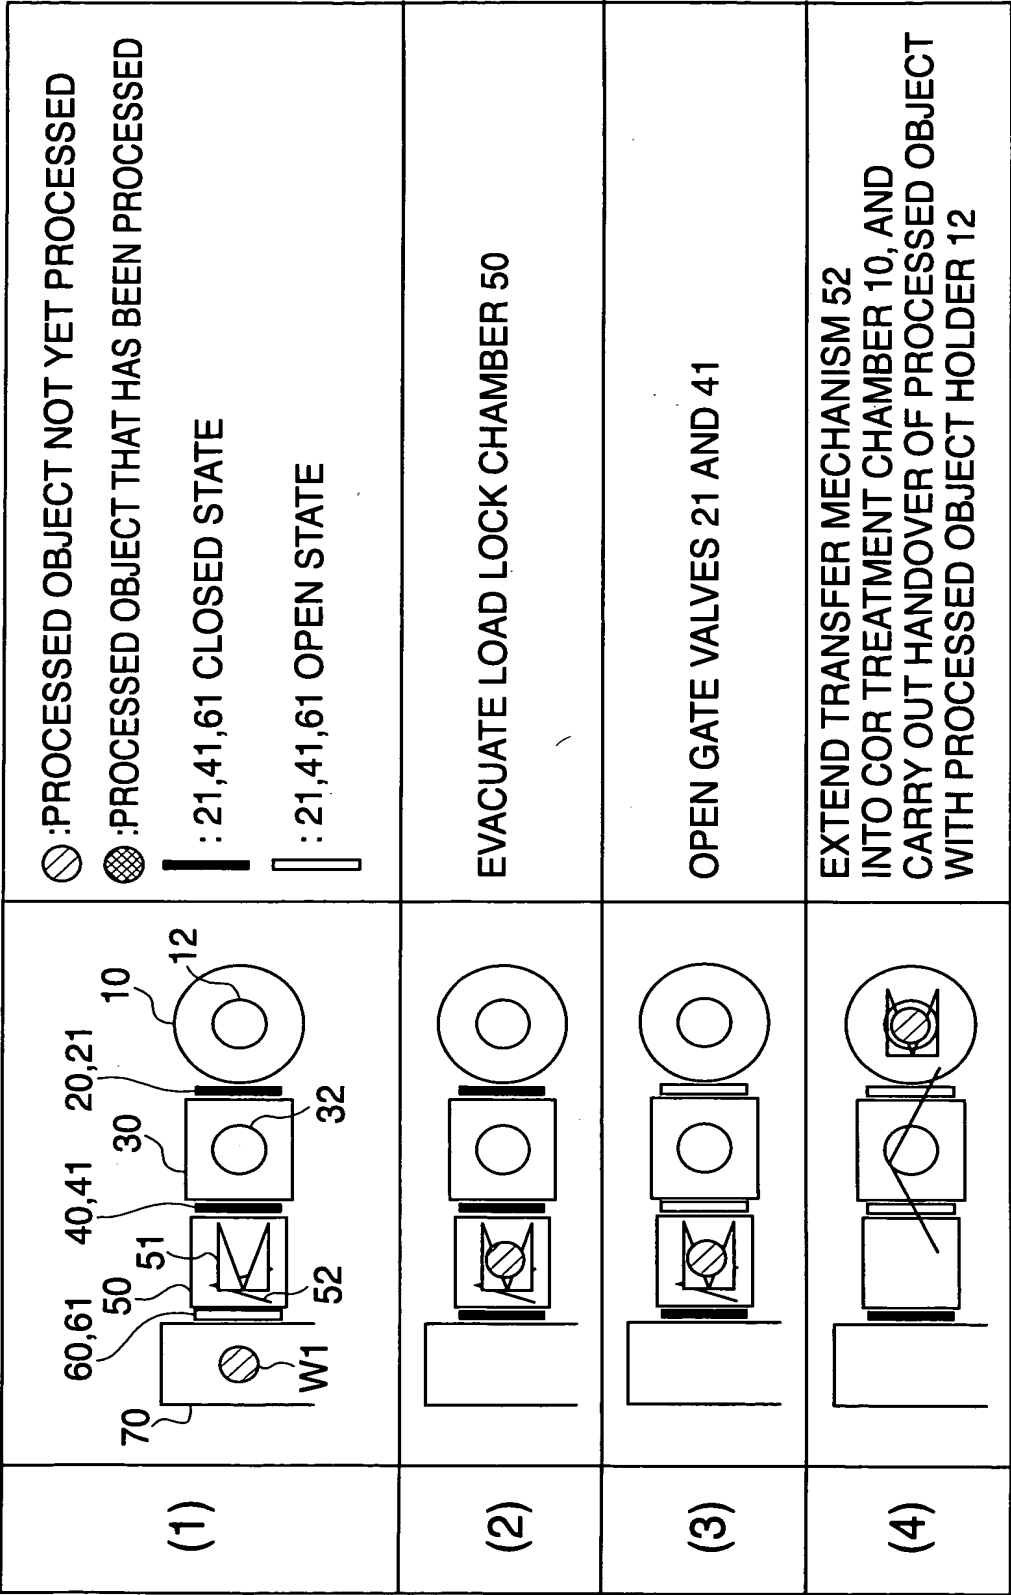 (1)
70
60,61
50
51
40,41
30
20,21
10
12
W1
52
32
:PROCESSED OBJECT NOT YET PROCESSED
:PROCESSED OBJECT THAT HAS BEEN PROCESSED
: 21,41,61 CLOSED STATE
: 21,41,61 OPEN STATE
(2)
EVACUATE LOAD LOCK CHAMBER 50
(3)
OPEN GATE VALVES 21 AND 41
(4)
EXTEND TRANSFER MECHANISM 52
INTO COR TREATMENT CHAMBER 10, AND
CARRY OUT HANDOVER OF PROCESSED OBJECT
WITH PROCESSED OBJECT HOLDER 12